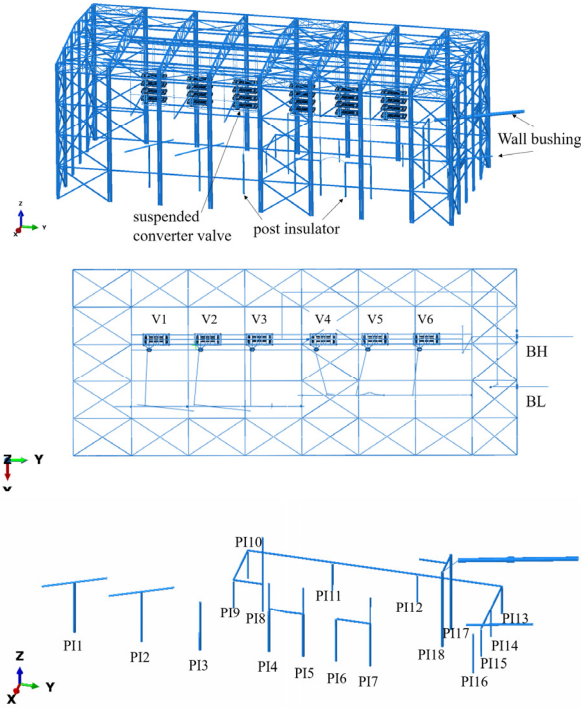 Wall bushing
suspended
converter valve
post insulator
Z
Y
X
V1 V2 V3 V4 V5 V6
BH
BL
Z Y
X
PI10
PI11
PI12
PI9
PI8
PI13
PI17
PI1
PI2
PI3
PI4
PI5
PI6
PI7
PI18
PI14
PI15
PI16
Z
Y
X